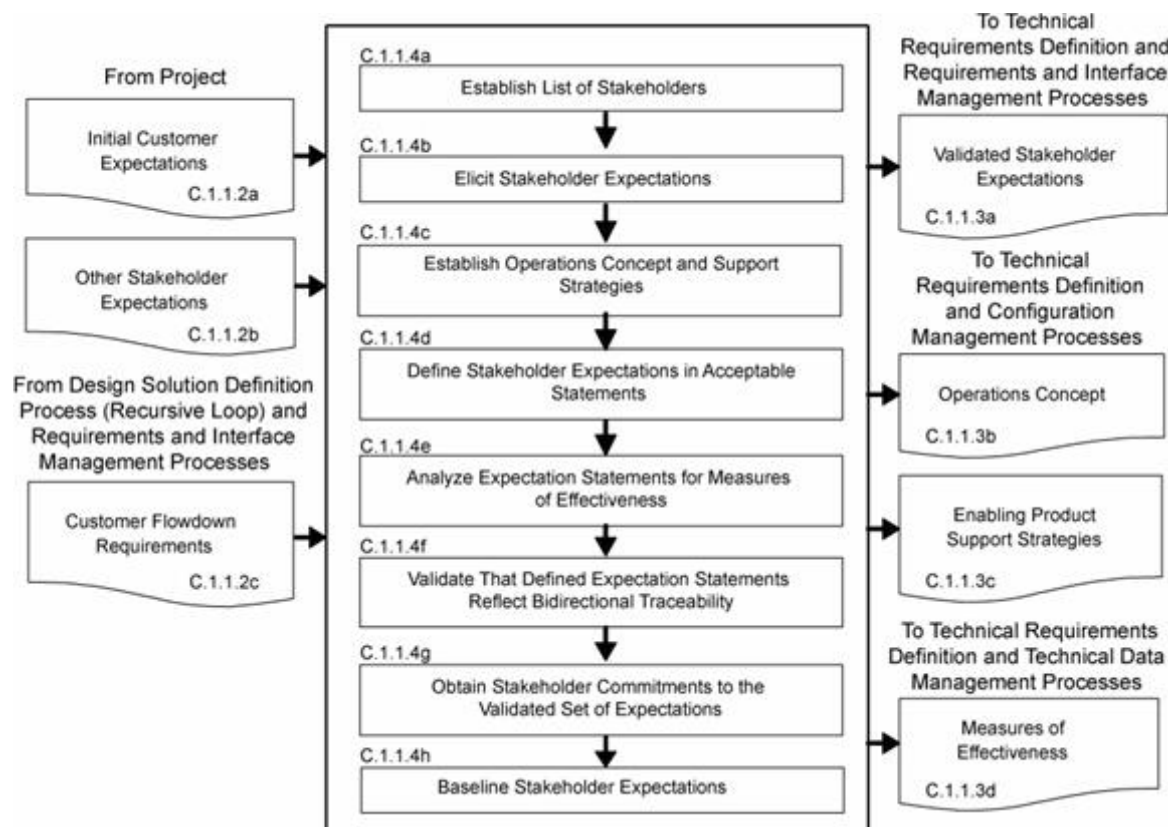 From Project
Initial Customer
Expectations
C.1.1.2a
Other Stakeholder
Expectations
C.1.1.2b
From Design Solution Definition
Process (Recursive Loop) and
Requirements and Interface
Management Processes
Customer Flowdown
Requirements
C.1.1.2c
C.1.1.4a
Establish List of Stakeholders
C.1.1.4b
Elicit Stakeholder Expectations
C.1.1.4c
Establish Operations Concept and Support
Strategies
C.1.1.4d
Define Stakeholder Expectations in Acceptable
Statements
C.1.1.4e
Analyze Expectation Statements for Measures
of Effectiveness
C.1.1.4f
Validate That Defined Expectation Statements
Reflect Bidirectional Traceability
C.1.1.4g
Obtain Stakeholder Commitments to the
Validated Set of Expectations
C.1.1.4h
Baseline Stakeholder Expectations
To Technical
Requirements Definition and
Requirements and Interface
Management Processes
Validated Stakeholder
Expectations
C.1.1.3a
To Technical
Requirements Definition
and Configuration
Management Processes
Operations Concept
C.1.1.3b
Enabling Product
Support Strategies
C.1.1.3c
To Technical Requirements
Definition and Technical Data
Management Processes
Measures of
Effectiveness
C.1.1.3d